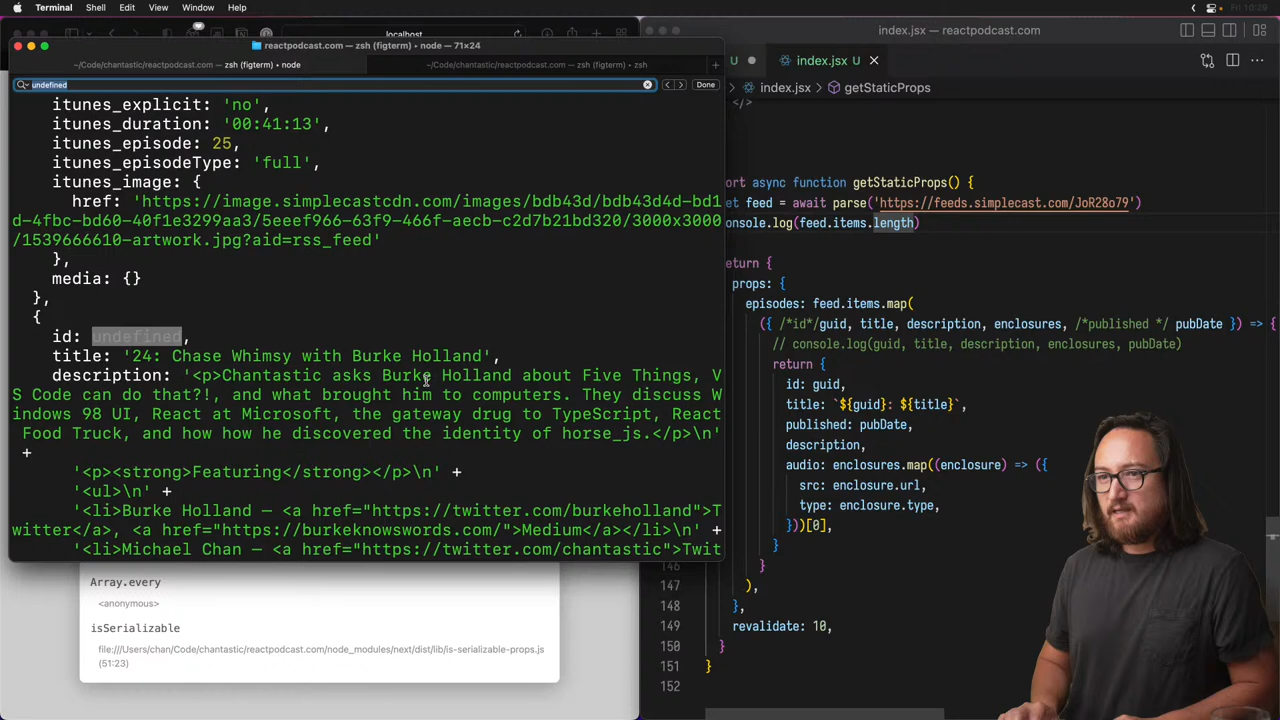 Terminal Shell Edit View Window Help
Fri 10:29
localhost
reactpodcast.com — zsh (figterm) • node — 71×24
~/Code/chantastic/reactpodcast.com — zsh (figterm) • node
~/Code/chantastic/reactpodcast.com — zsh (figterm) • zsh
undefined
Done
itunes_explicit: 'no',
itunes_duration: '00:41:13',
itunes_episode: 25,
itunes_episodeType: 'full',
itunes_image: {
href: 'https://image.simplecastcdn.com/images/bdb43d/bdb43d4d-bd1
d-4fbc-bd60-40f1e3299aa3/5eeef966-63f9-466f-aecb-c2d7b21bd320/3000x3000
/1539666610-artwork.jpg?aid=rss_feed'
},
media: {}
},
{
id: undefined,
title: '24: Chase Whimsy with Burke Holland',
description: '<p>Chantastic asks Burke Holland about Five Things, V
S Code can do that?!, and what brought him to computers. They discuss W
indows 98 UI, React at Microsoft, the gateway drug to TypeScript, React
Food Truck, and how how he discovered the identity of horse_js.</p>\n'
+
'<p><strong>Featuring</strong></p>\n' +
'<ul>\n' +
'<li>Burke Holland — <a href="https://twitter.com/burkeholland">T
witter</a>, <a href="https://burkeknowswords.com/">Medium</a></li>\n' +
'<li>Michael Chan — <a href="https://twitter.com/chantastic">Twit
Array.every
<anonymous>
isSerializable
file:///Users/chan/Code/chantastic/reactpodcast.com/node_modules/next/dist/lib/is-serializable-props.js
(51:23)
index.jsx — reactpodcast.com
U
index.jsx U
index.jsx > getStaticProps
</>
ort async function getStaticProps() {
et feed = await parse('https://feeds.simplecast.com/JoR28o79')
onsole.log(feed.items.length)
eturn {
props: {
episodes: feed.items.map(
({ /*id*/guid, title, description, enclosures, /*published */ pubDate }) => {
// console.log(guid, title, description, enclosures, pubDate)
return {
id: guid,
title: `${guid}: ${title}`,
published: pubDate,
description,
audio: enclosures.map((enclosure) => ({
src: enclosure.url,
type: enclosure.type,
}))[0],
}
146 }
147 ),
148 },
149 revalidate: 10,
150 }
151 }
152